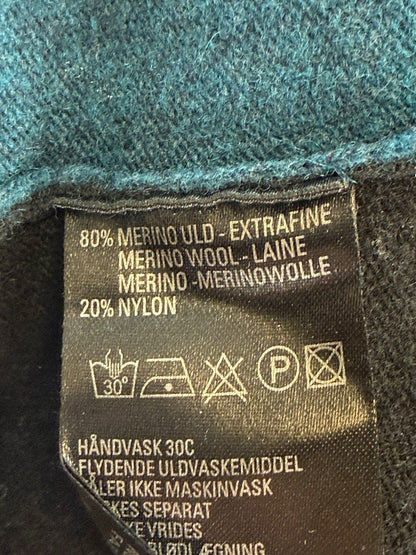 80% MERINO ULD - EXTRAFINE
MERINO WOOL - LAINE
MERINO - MERINOWOLLE
20% NYLON
30°
P
HÅNDVASK 30C
FLYDENDE ULDVASKEMIDDEL
IKKE MASKINVASK
SEPARAT
VRIDES